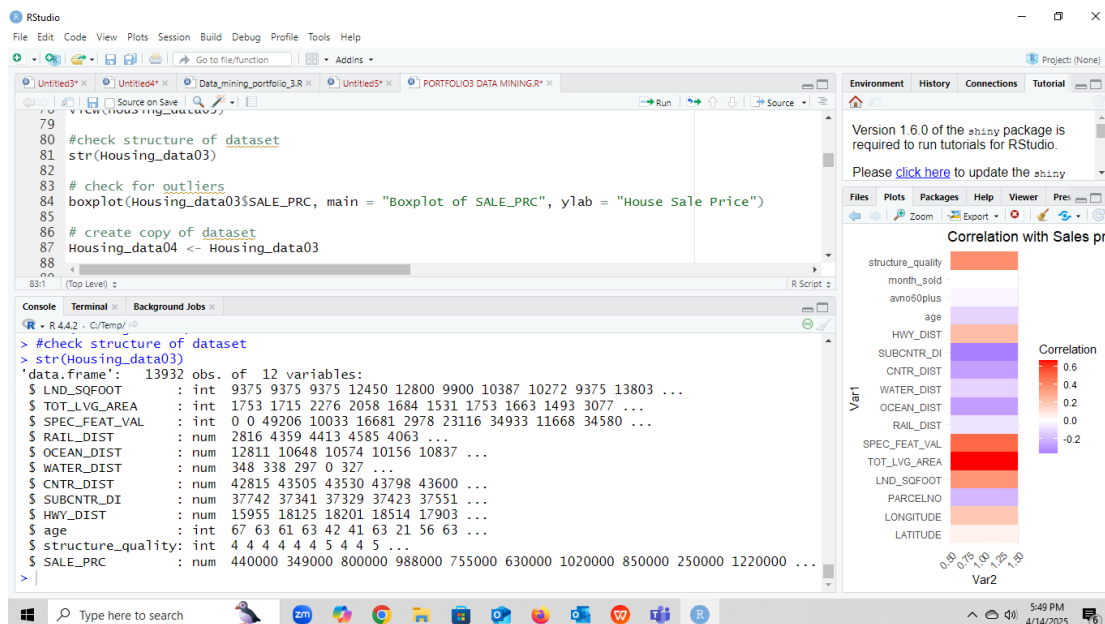 RStudio
File Edit Code View Plots Session Build Debug Profile Tools Help
Go to file/function
Addins
Project: (None)
Untitled3*
Untitled4*
Data_mining_portfolio_3.R
Untitled5*
PORTFOLIO3 DATA MINING.R*
Source on Save
Run
Source
79
80 #check structure of dataset
81 str(Housing_data03)
82
83 # check for outliers
84 boxplot(Housing_data03$SALE_PRC, main = "Boxplot of SALE_PRC", ylab = "House Sale Price")
85
86 # create copy of dataset
87 Housing_data04 <- Housing_data03
88
83:1 (Top Level) R Script
Console Terminal Background Jobs
R 4.4.2 · C:/Temp/
> #check structure of dataset
> str(Housing_data03)
'data.frame': 13932 obs. of 12 variables:
$ LND_SQFOOT : int 9375 9375 9375 12450 12800 9900 10387 10272 9375 13803 ...
$ TOT_LVG_AREA : int 1753 1715 2276 2058 1684 1531 1753 1663 1493 3077 ...
$ SPEC_FEAT_VAL : int 0 0 49206 10033 16681 2978 23116 34933 11668 34580 ...
$ RAIL_DIST : num 2816 4359 4413 4585 4063 ...
$ OCEAN_DIST : num 12811 10648 10574 10156 10837 ...
$ WATER_DIST : num 348 338 297 0 327 ...
$ CNTR_DIST : num 42815 43505 43530 43798 43600 ...
$ SUBCNTR_DI : num 37742 37341 37329 37423 37551 ...
$ HWY_DIST : num 15955 18125 18201 18514 17903 ...
$ age : int 67 63 61 63 42 41 63 21 56 63 ...
$ structure_quality: int 4 4 4 4 4 4 5 4 4 5 ...
$ SALE_PRC : num 440000 349000 800000 988000 755000 630000 1020000 850000 250000 1220000 ...
>
Environment History Connections Tutorial
Version 1.6.0 of the shiny package is
required to run tutorials for RStudio.
Please click here to update the shiny
Files Plots Packages Help Viewer Pres
Zoom Export
Correlation with Sales pr
structure_quality
month_sold
avno60plus
age
HWY_DIST
SUBCNTR_DI
CNTR_DIST
WATER_DIST
OCEAN_DIST
RAIL_DIST
SPEC_FEAT_VAL
TOT_LVG_AREA
LND_SQFOOT
PARCELNO
LONGITUDE
LATITUDE
Var1
0.50 0.75 1.00 1.25 1.50
Var2
Correlation
0.6
0.4
0.2
0.0
-0.2
Type here to search
zm
5:49 PM
4/14/2025
6